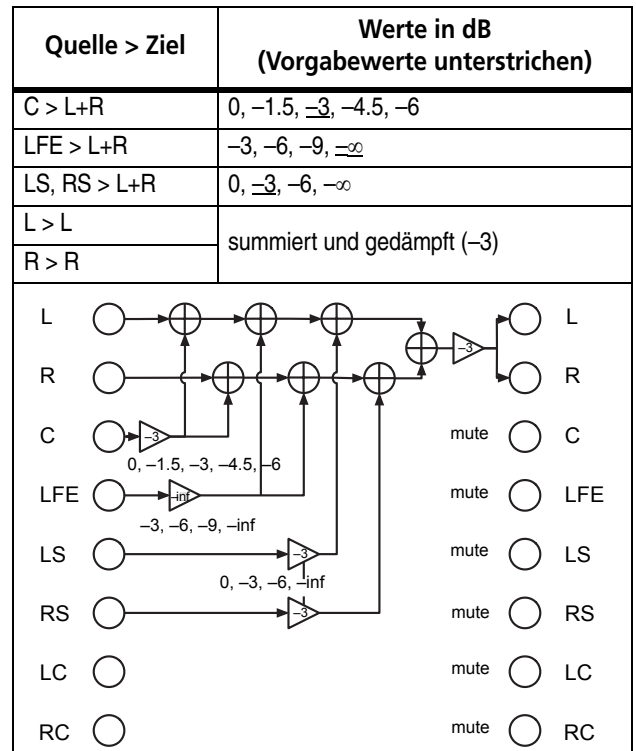 Quelle > Ziel
Werte in dB
(Vorgabewerte unterstrichen)
C > L+R
0, –1.5, –3, –4.5, –6
LFE > L+R
–3, –6, –9, –∞
LS, RS > L+R
0, –3, –6, –∞
L > L
R > R
summiert und gedämpft (–3)
L
–3
L
R
R
C
–3
mute
C
0, –1.5, –3, –4.5, –6
LFE
–inf
mute
LFE
–3, –6, –9, –inf
LS
–3
mute
LS
0, –3, –6, –inf
RS
–3
mute
RS
LC
mute
LC
RC
mute
RC